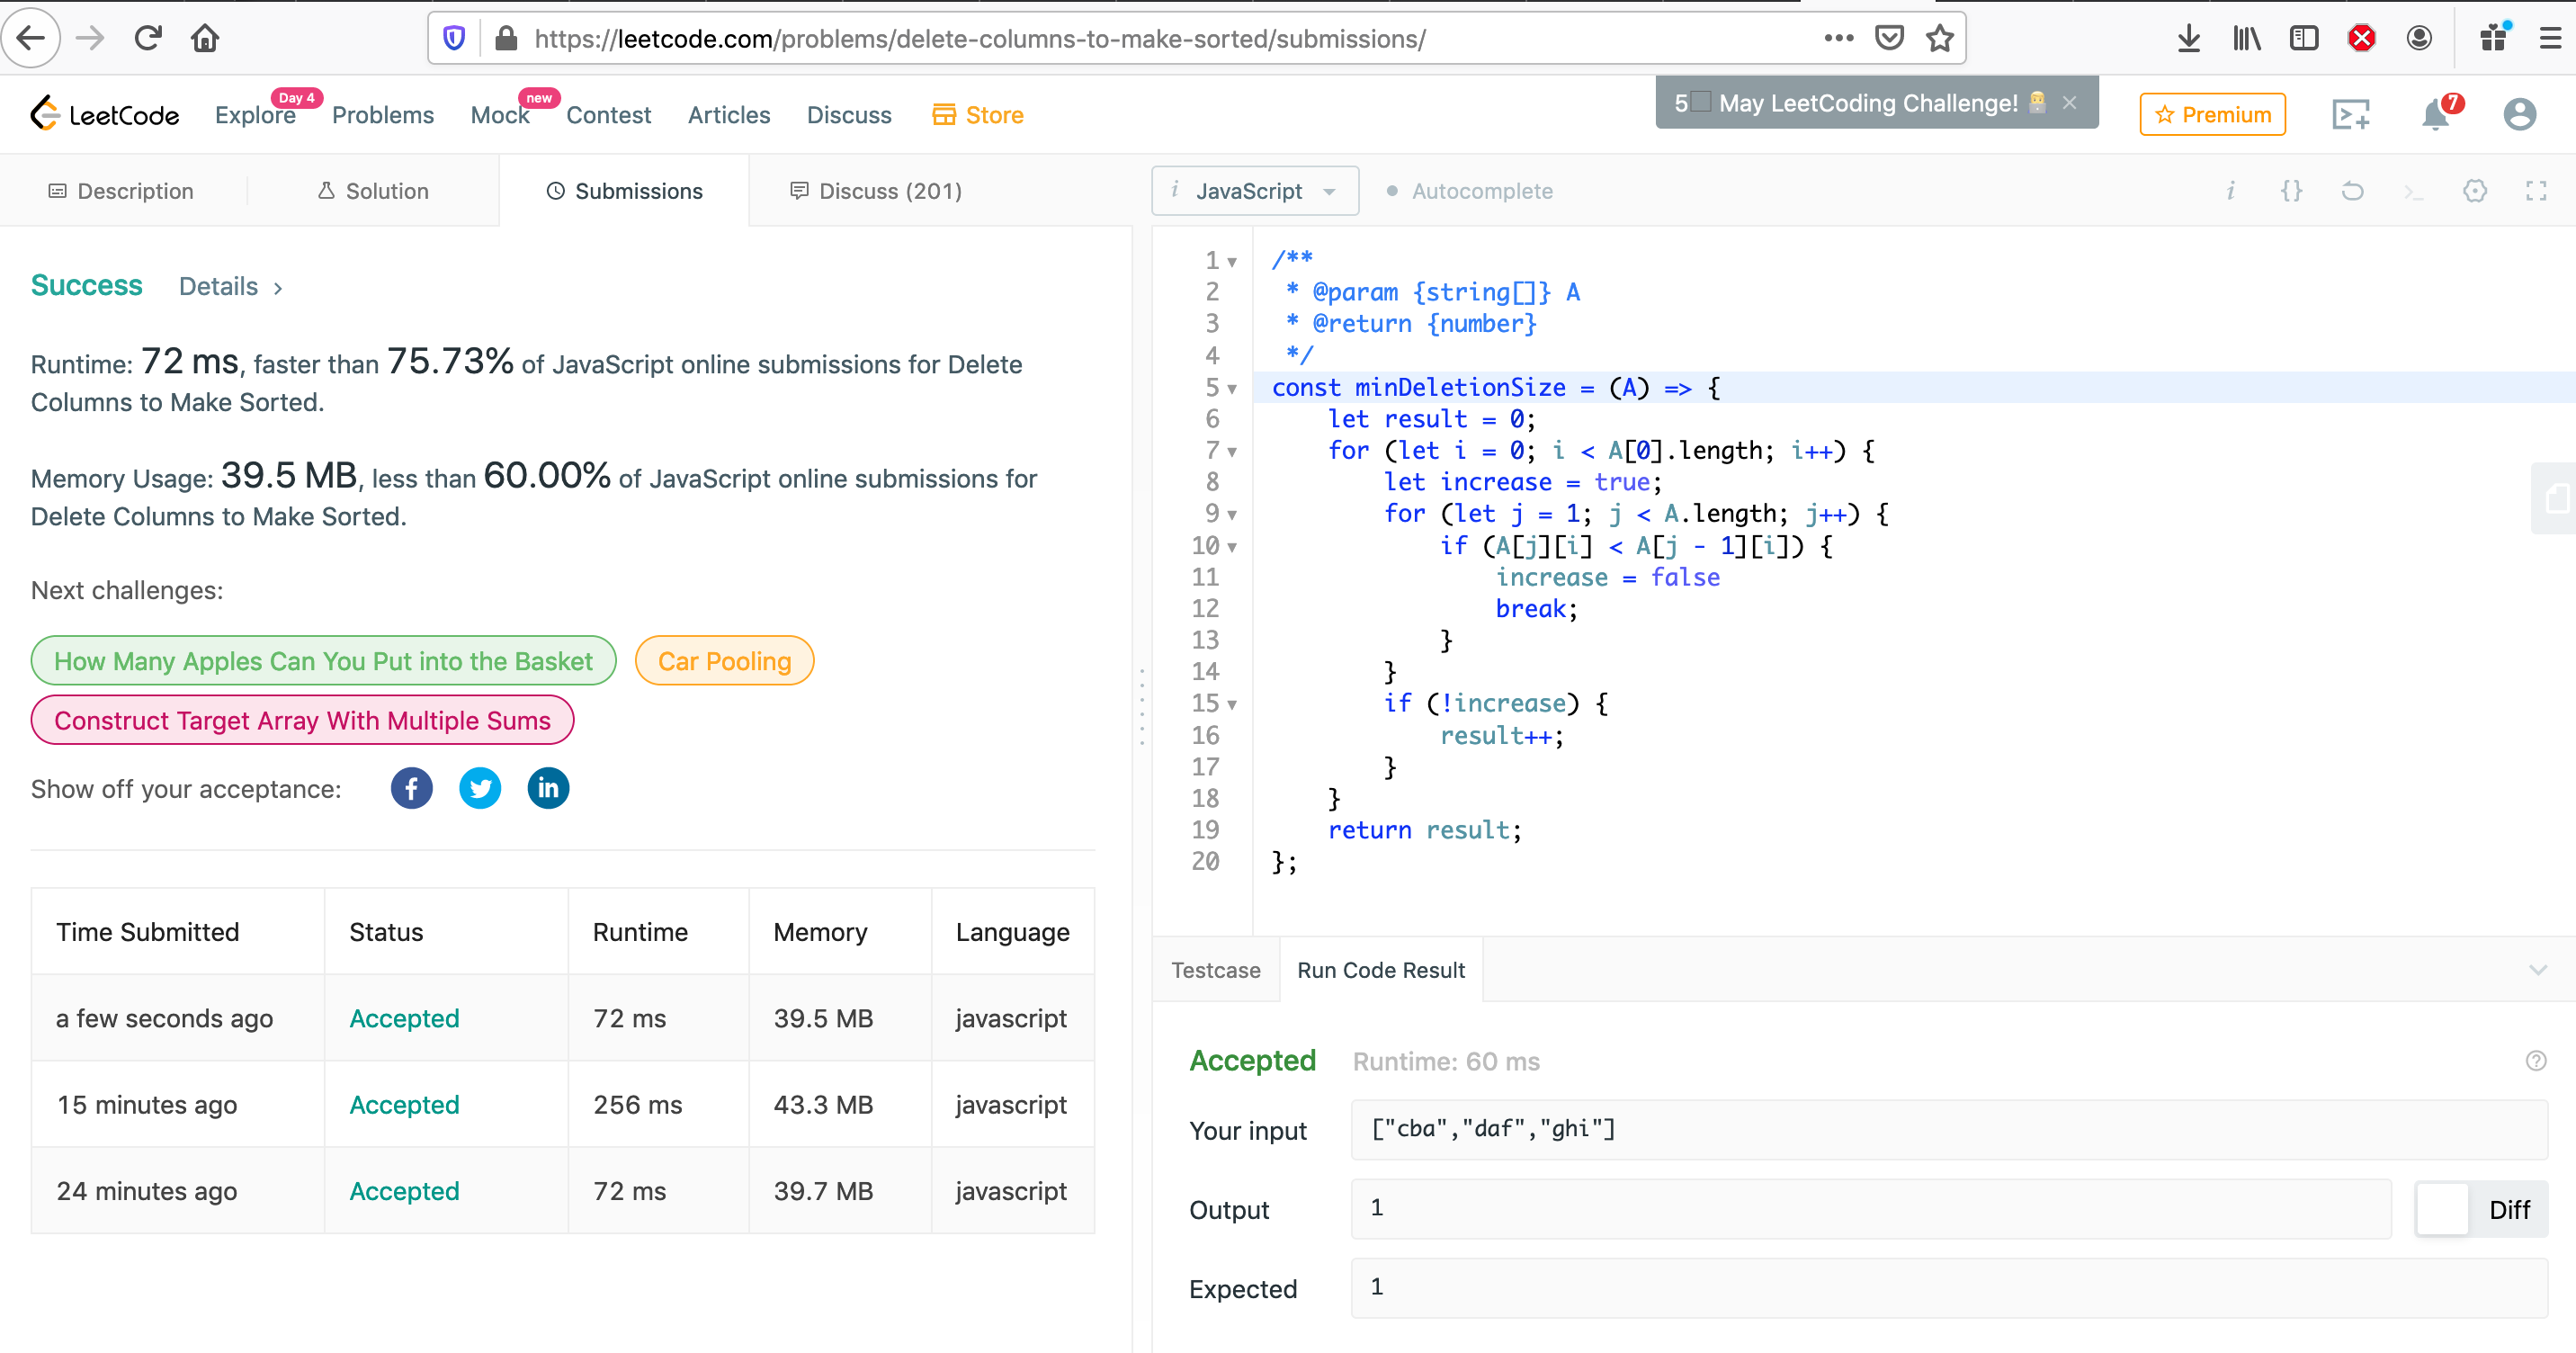 https://leetcode.com/problems/delete-columns-to-make-sorted/submissions/
LeetCode
Explore
Day 4
Problems
Mock
new
Contest
Articles
Discuss
Store
5 May LeetCoding Challenge!
Premium
7
Description
Solution
Submissions
Discuss (201)
i JavaScript
Autocomplete
Success Details
Runtime: 72 ms, faster than 75.73% of JavaScript online submissions for Delete
Columns to Make Sorted.
Memory Usage: 39.5 MB, less than 60.00% of JavaScript online submissions for
Delete Columns to Make Sorted.
Next challenges:
How Many Apples Can You Put into the Basket
Car Pooling
Construct Target Array With Multiple Sums
Show off your acceptance:
Time Submitted Status Runtime Memory Language
a few seconds ago Accepted 72 ms 39.5 MB javascript
15 minutes ago Accepted 256 ms 43.3 MB javascript
24 minutes ago Accepted 72 ms 39.7 MB javascript
1 /**
2  * @param {string[]} A
3  * @return {number}
4  */
5 const minDeletionSize = (A) => {
6     let result = 0;
7     for (let i = 0; i < A[0].length; i++) {
8         let increase = true;
9         for (let j = 1; j < A.length; j++) {
10             if (A[j][i] < A[j - 1][i]) {
11                 increase = false
12                 break;
13             }
14         }
15         if (!increase) {
16             result++;
17         }
18     }
19     return result;
20 };
Testcase
Run Code Result
Accepted Runtime: 60 ms
Your input ["cba","daf","ghi"]
Output 1 Diff
Expected 1